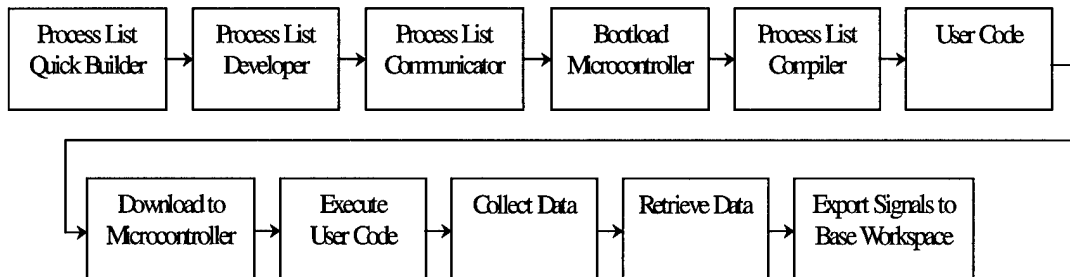 Process List
Quick Builder
Process List
Developer
Process List
Communicator
Bootload
Microcontroller
Process List
Compiler
User Code
Download to
Microcontroller
Execute
User Code
Collect Data
Retrieve Data
Export Signals to
Base Workspace